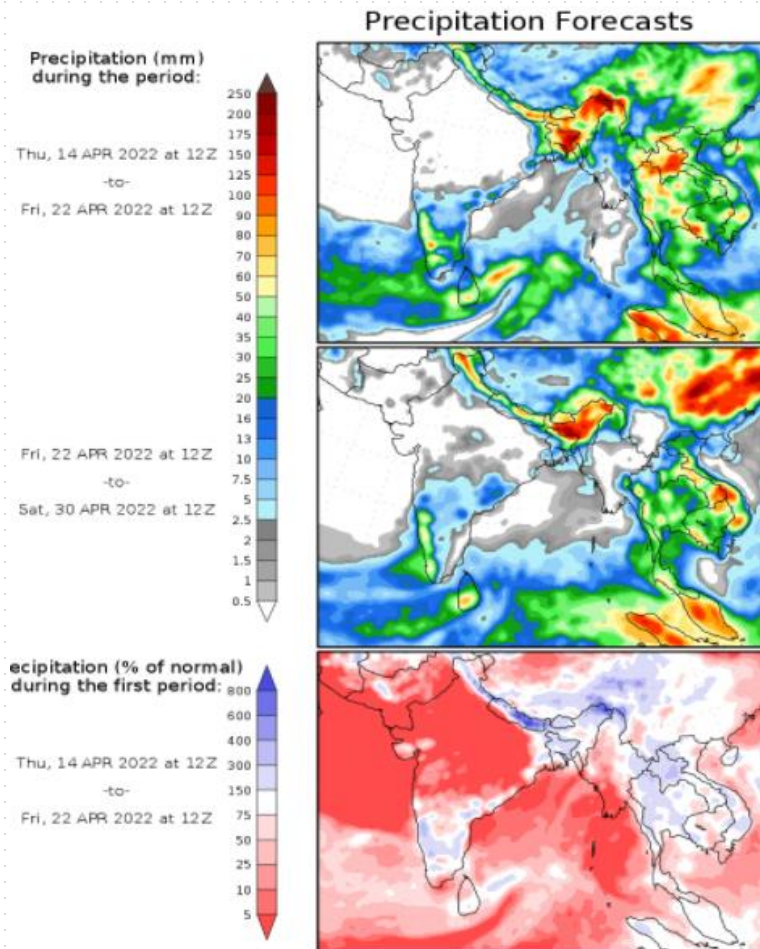 Precipitation Forecasts
Precipitation (mm)
during the period:
Thu, 14 APR 2022 at 12Z
-to-
Fri, 22 APR 2022 at 12Z
250
200
175
150
125
100
90
80
70
60
50
40
35
30
25
20
16
13
10
7.5
5
2.5
2
1.5
1
0.5
Fri, 22 APR 2022 at 12Z
-to-
Sat, 30 APR 2022 at 12Z
ecipitation (% of normal)
during the first period:
Thu, 14 APR 2022 at 12Z
-to-
Fri, 22 APR 2022 at 12Z
800
600
400
300
150
75
50
25
10
5